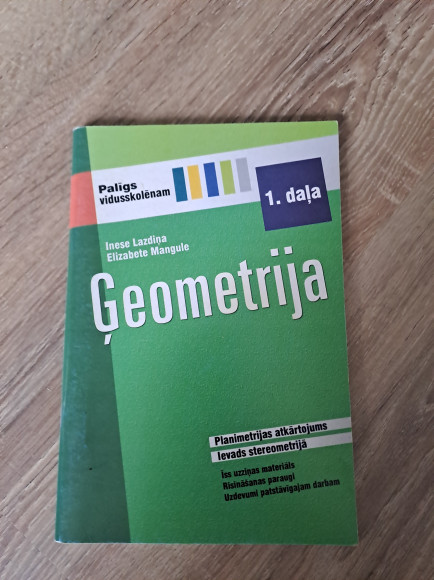 Palīgs
vidusskolēnam
1. daļa
Inese Lazdiņa
Elizabete Mangule
Ģeometrija
Planimetrijas atkārtojums
Ievads stereometrijā
Īss uzziņas materiāls
Risināšanas paraugi
Uzdevumi patstāvīgajam darbam